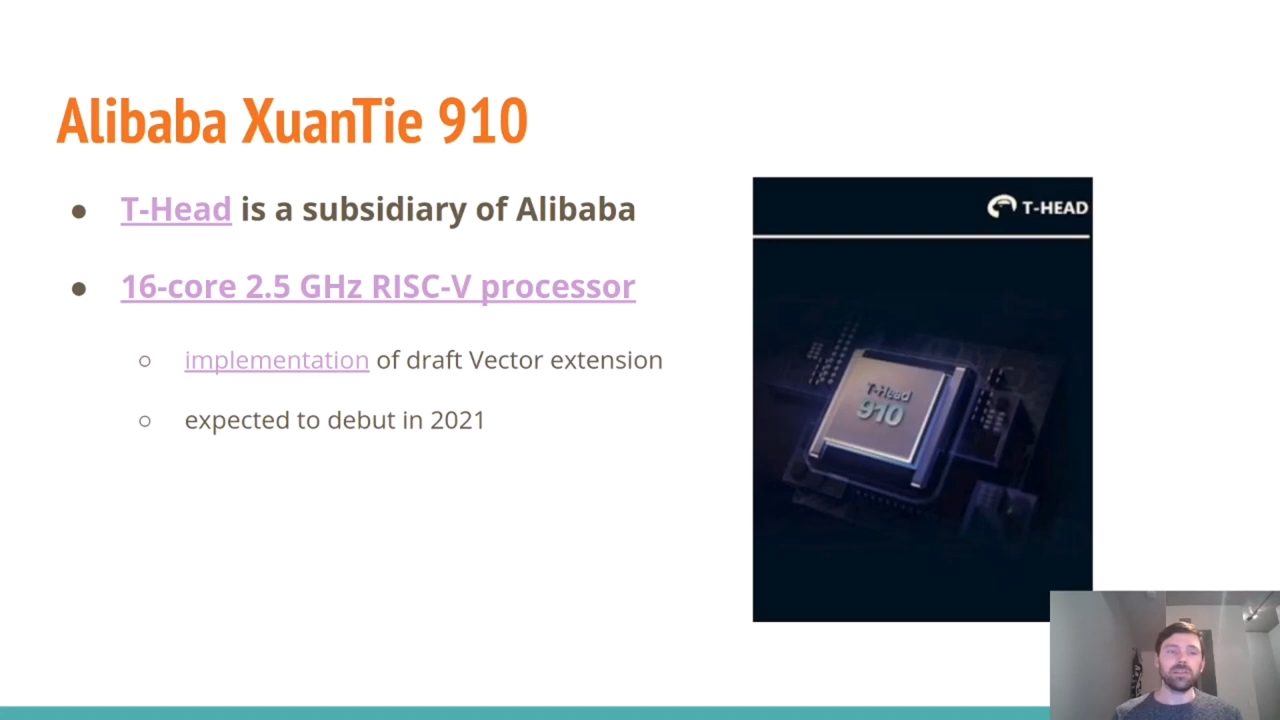 Alibaba XuanTie 910
T-Head is a subsidiary of Alibaba
16-core 2.5 GHz RISC-V processor
implementation of draft Vector extension
expected to debut in 2021
T-HEAD
T-Head
910